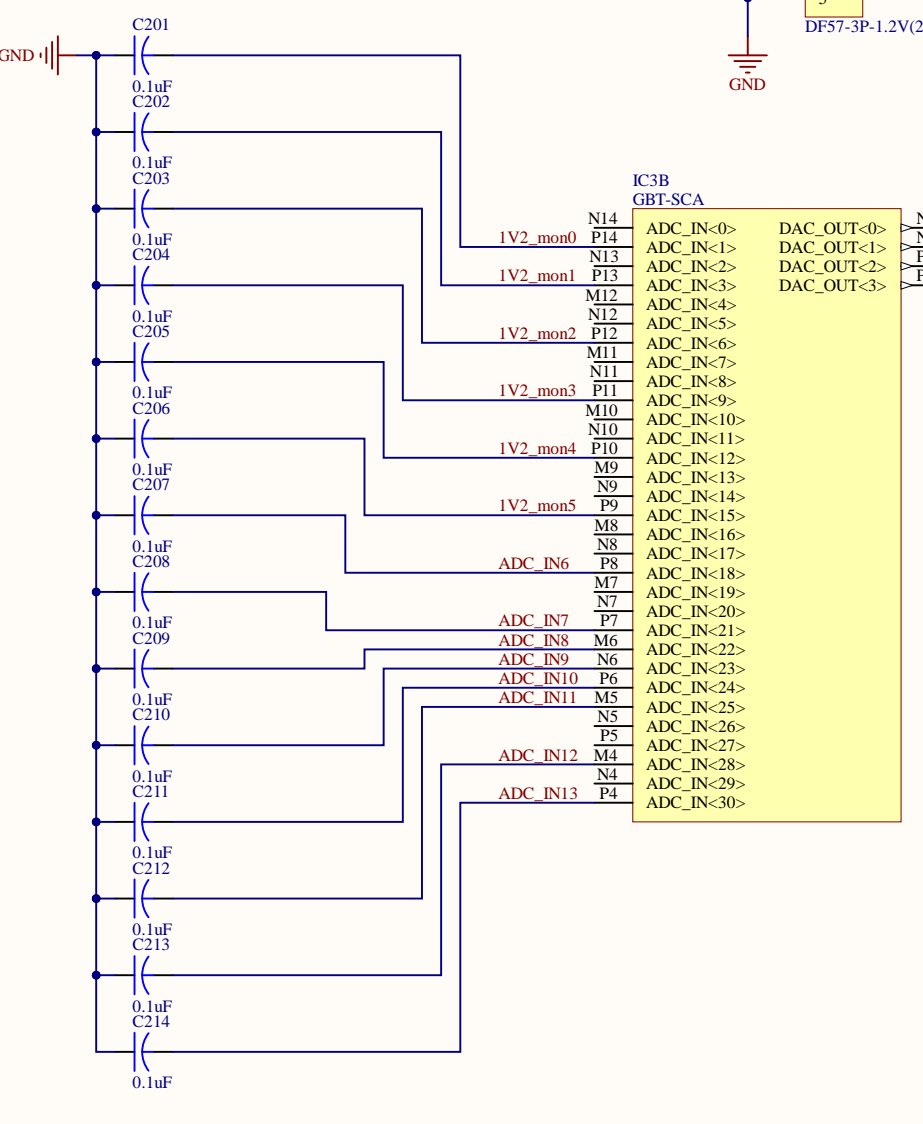 C201
DF57-3P-1.2V(2
GND
0.1uF
GND
C202
0.1uF
C203
IC3B
GBT-SCA
0.1uF
C204
0.1uF
C205
0.1uF
C206
0.1uF
C207
0.1uF
C208
0.1uF
C209
0.1uF
C210
0.1uF
C211
0.1uF
C212
0.1uF
C213
0.1uF
C214
0.1uF
N14 ADC_IN<0> DAC_OUT<0>
1V2_mon0 P14 ADC_IN<1> DAC_OUT<1>
N13 ADC_IN<2> DAC_OUT<2>
1V2_mon1 P13 ADC_IN<3> DAC_OUT<3>
M12 ADC_IN<4>
N12 ADC_IN<5>
1V2_mon2 P12 ADC_IN<6>
M11 ADC_IN<7>
N11 ADC_IN<8>
1V2_mon3 P11 ADC_IN<9>
M10 ADC_IN<10>
N10 ADC_IN<11>
1V2_mon4 P10 ADC_IN<12>
M9 ADC_IN<13>
N9 ADC_IN<14>
1V2_mon5 P9 ADC_IN<15>
M8 ADC_IN<16>
N8 ADC_IN<17>
ADC_IN6 P8 ADC_IN<18>
M7 ADC_IN<19>
N7 ADC_IN<20>
ADC_IN7 P7 ADC_IN<21>
ADC_IN8 M6 ADC_IN<22>
ADC_IN9 N6 ADC_IN<23>
ADC_IN10 P6 ADC_IN<24>
ADC_IN11 M5 ADC_IN<25>
N5 ADC_IN<26>
P5 ADC_IN<27>
ADC_IN12 M4 ADC_IN<28>
N4 ADC_IN<29>
ADC_IN13 P4 ADC_IN<30>